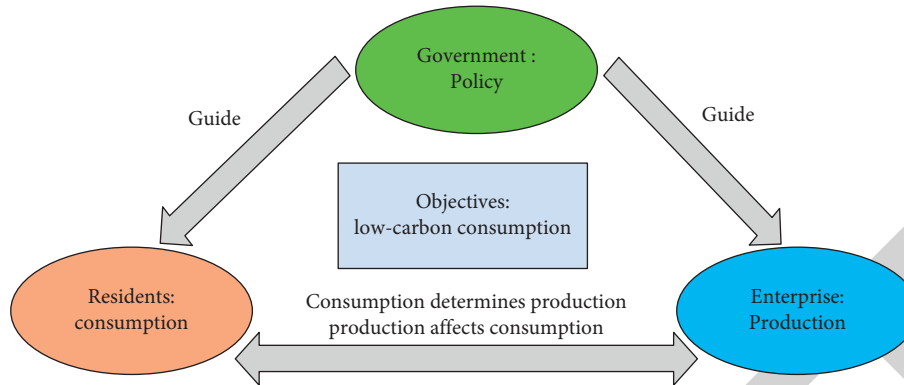 Government :
Policy
Guide
Guide
Objectives:
low-carbon consumption
Residents:
consumption
Consumption determines production
production affects consumption
Enterprise:
Production